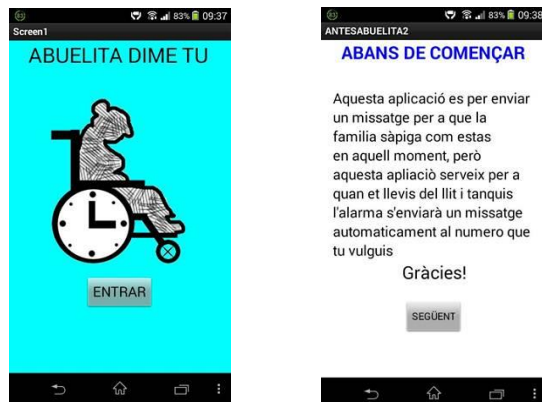 83% 09:37
Screen1
ABUELITA DIME TU
ENTRAR
83% 09:38
ANTESABUELITA2
ABANS DE COMENÇAR
Aquesta aplicació es per enviar
un missatge per a que la
familia sàpiga com estas
en aquell moment, però
aquesta apliació serveix per a
quan et llevis del llit i tanquis
l'alarma s'enviarà un missatge
automaticament al numero que
tu vulguis
Gràcies!
SEGÜENT